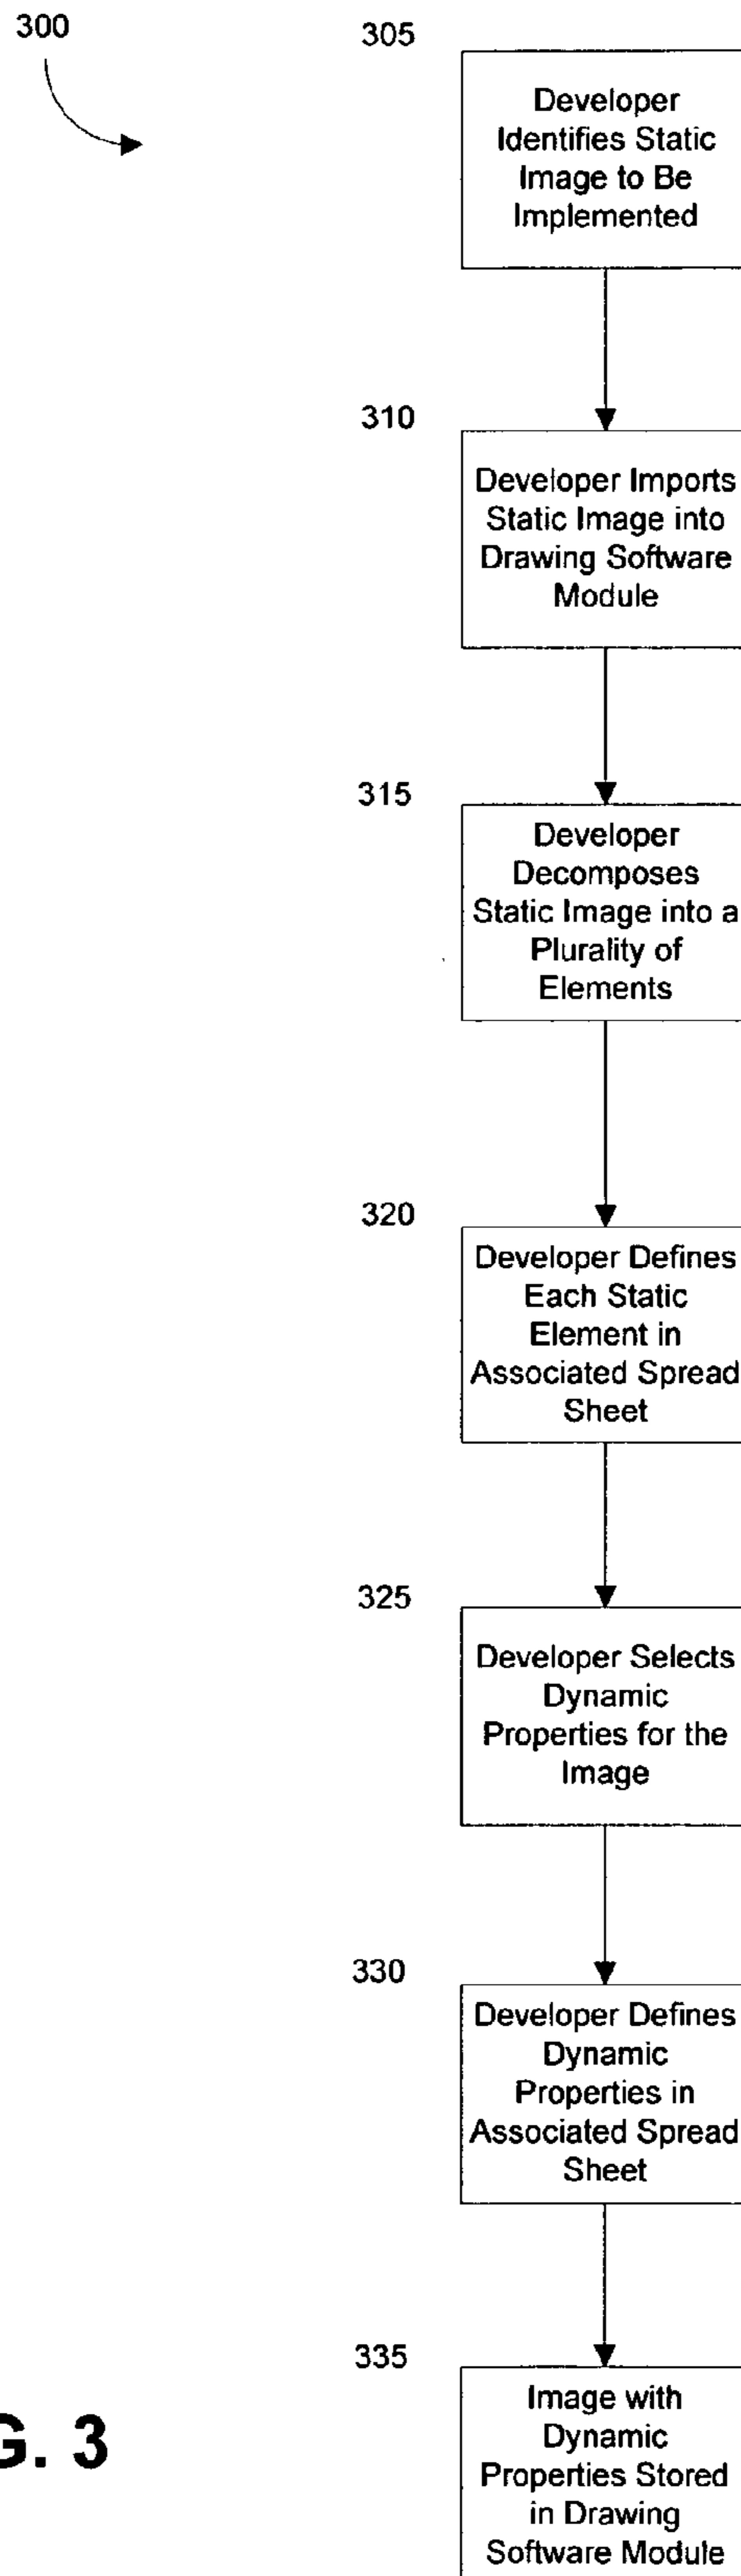 300
305
Developer
Identifies Static
Image to Be
Implemented
310
Developer Imports
Static Image into
Drawing Software
Module
315
Developer
Decomposes
Static Image into a
Plurality of
Elements
320
Developer Defines
Each Static
Element in
Associated Spread
Sheet
325
Developer Selects
Dynamic
Properties for the
Image
330
Developer Defines
Dynamic
Properties in
Associated Spread
Sheet
335
Image with
Dynamic
Properties Stored
in Drawing
Software Module
G. 3